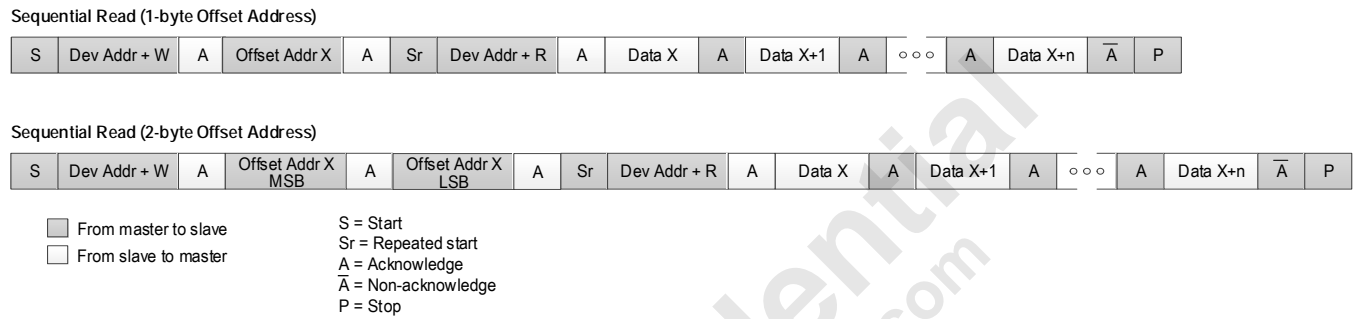 Sequential Read (1-byte Offset Address)
S Dev Addr + W A Offset Addr X A Sr Dev Addr + R A Data X A Data X+1 A ○○○ A Data X+n A̅ P
Sequential Read (2-byte Offset Address)
S Dev Addr + W A Offset Addr X MSB A Offset Addr X LSB A Sr Dev Addr + R A Data X A Data X+1 A ○○○ A Data X+n A̅ P
From master to slave
From slave to master
S = Start
Sr = Repeated start
A = Acknowledge
A̅ = Non-acknowledge
P = Stop